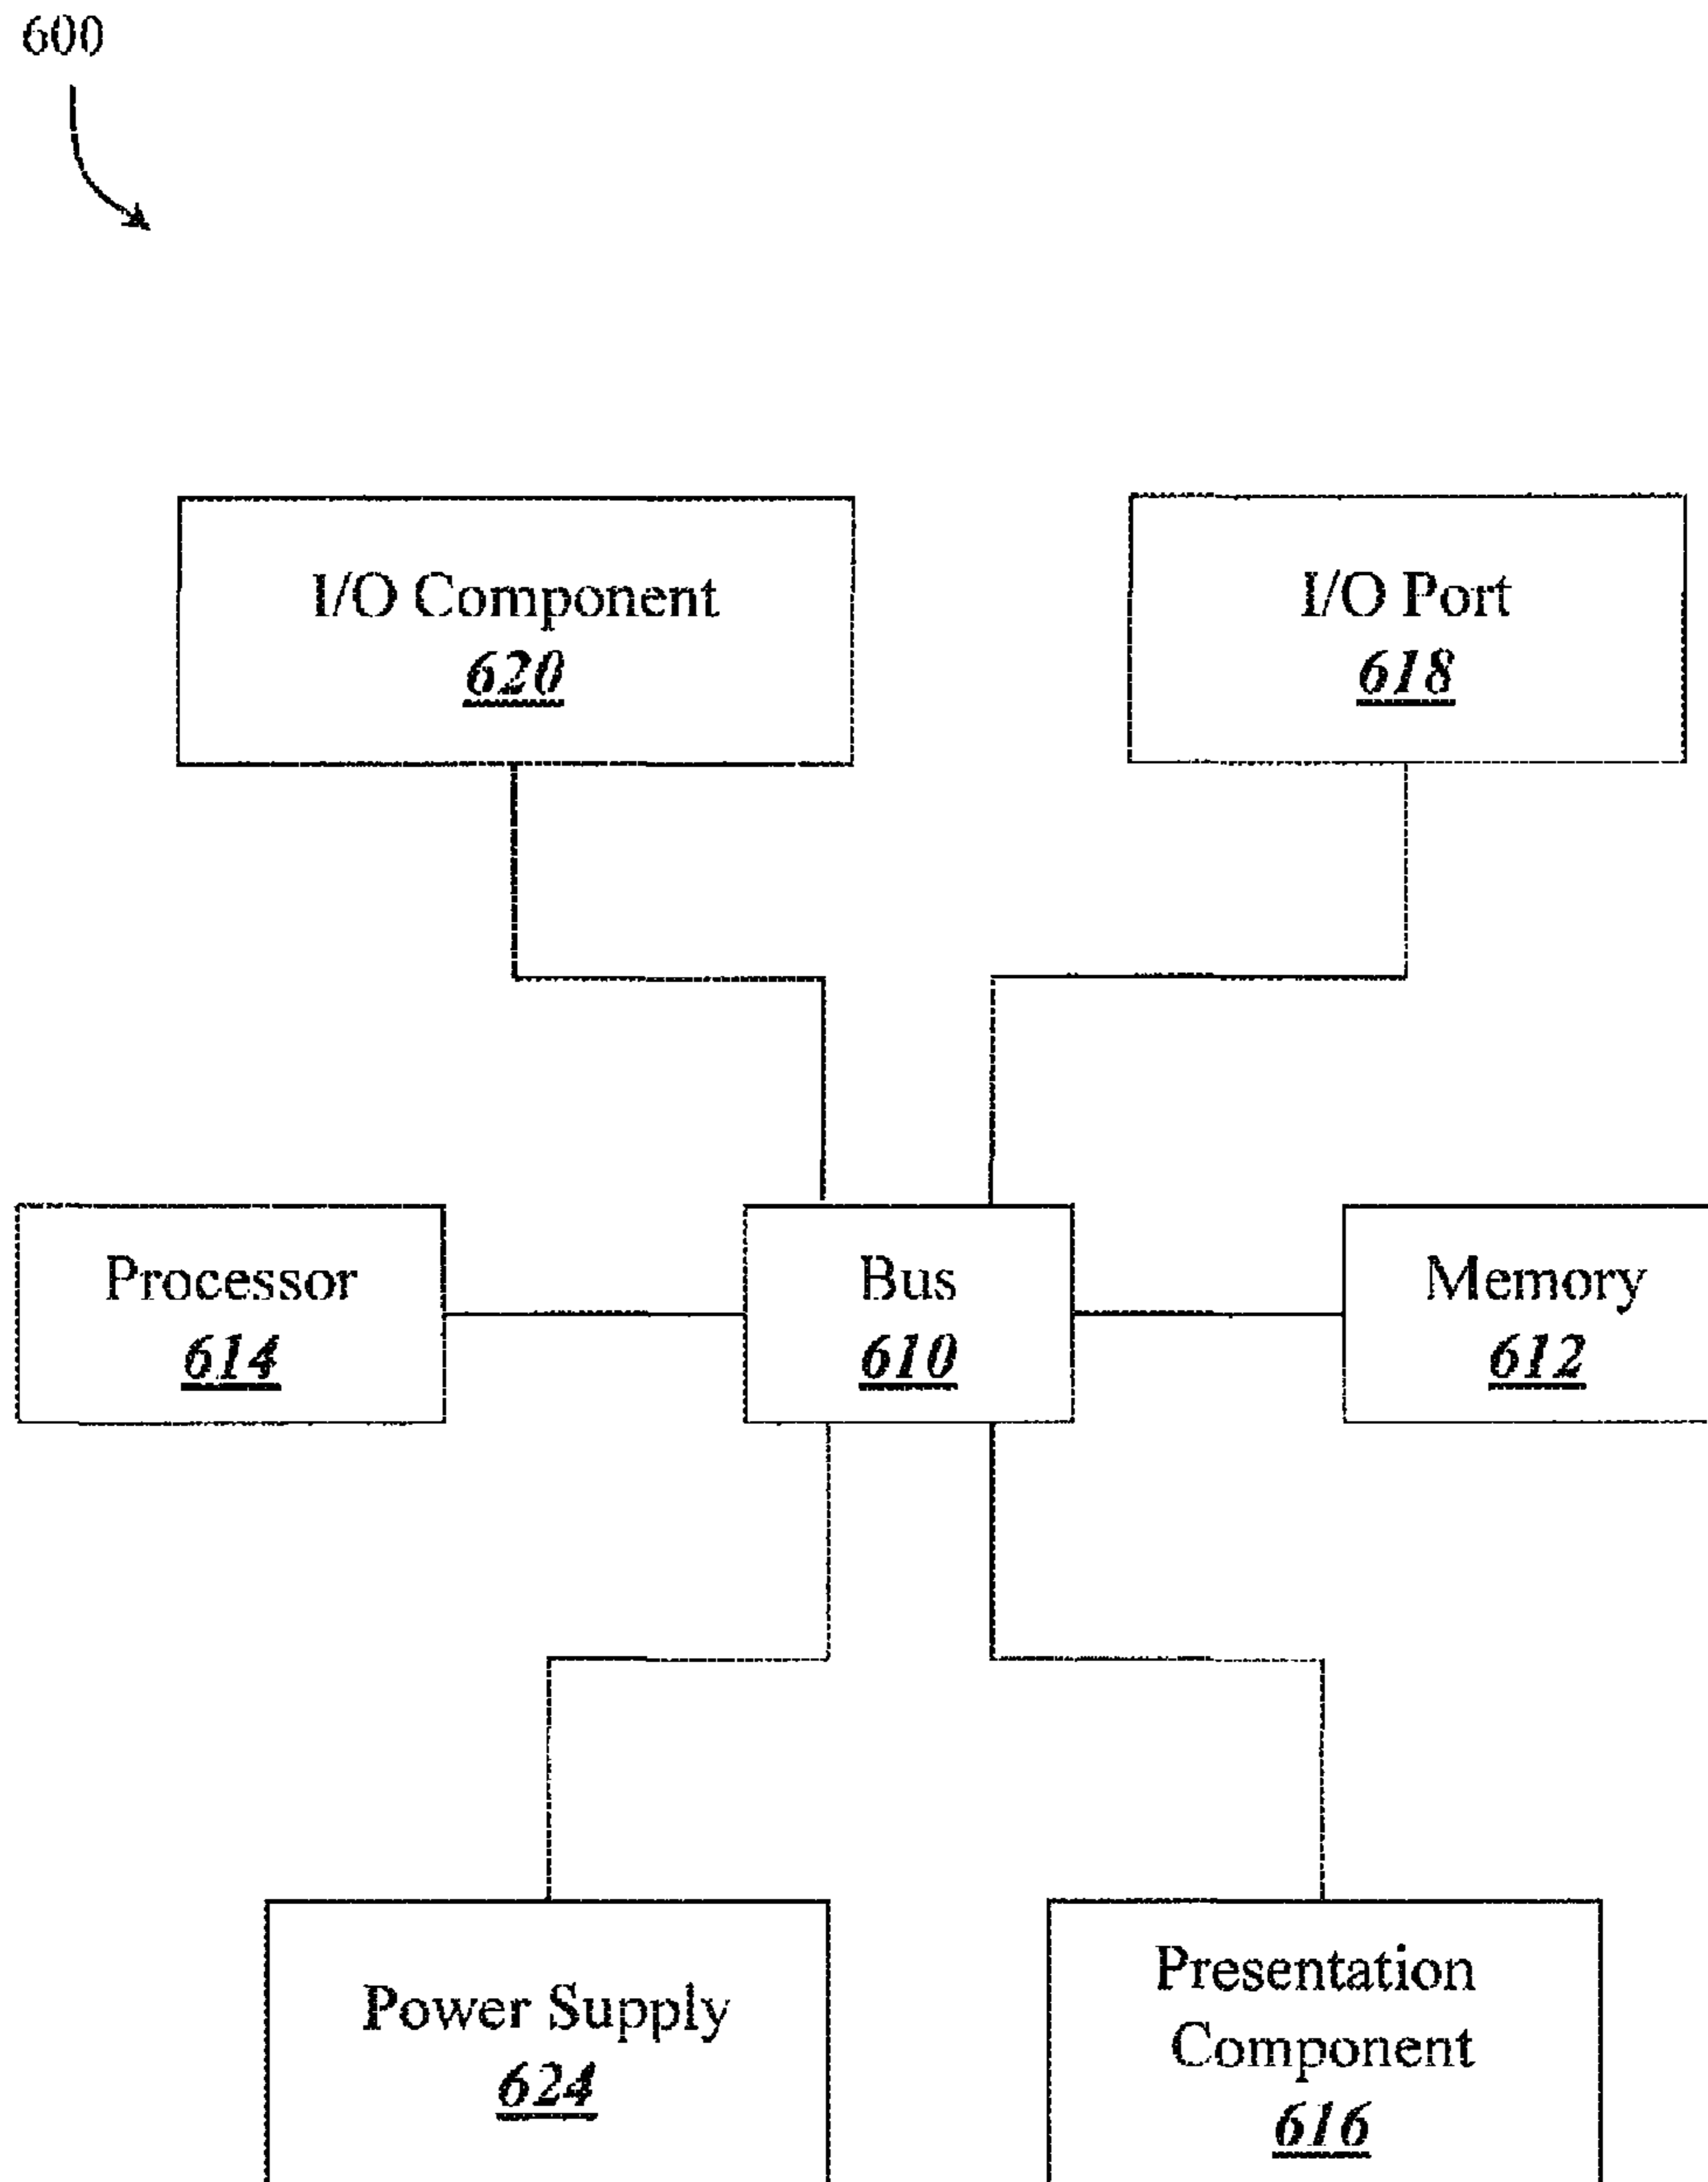 600
I/O Component
620
I/O Port
618
Processor
614
Bus
610
Memory
612
Power Supply
624
Presentation
Component
616